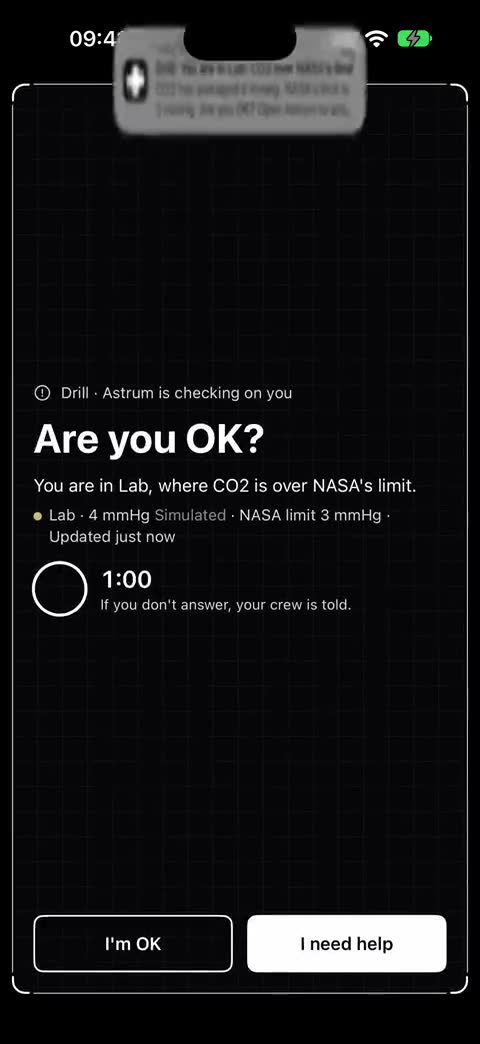 09:4
Drill · Astrum is checking on you
Are you OK?
You are in Lab, where CO2 is over NASA's limit.
Lab · 4 mmHg Simulated · NASA limit 3 mmHg ·
Updated just now
1:00
If you don't answer, your crew is told.
I'm OK
I need help